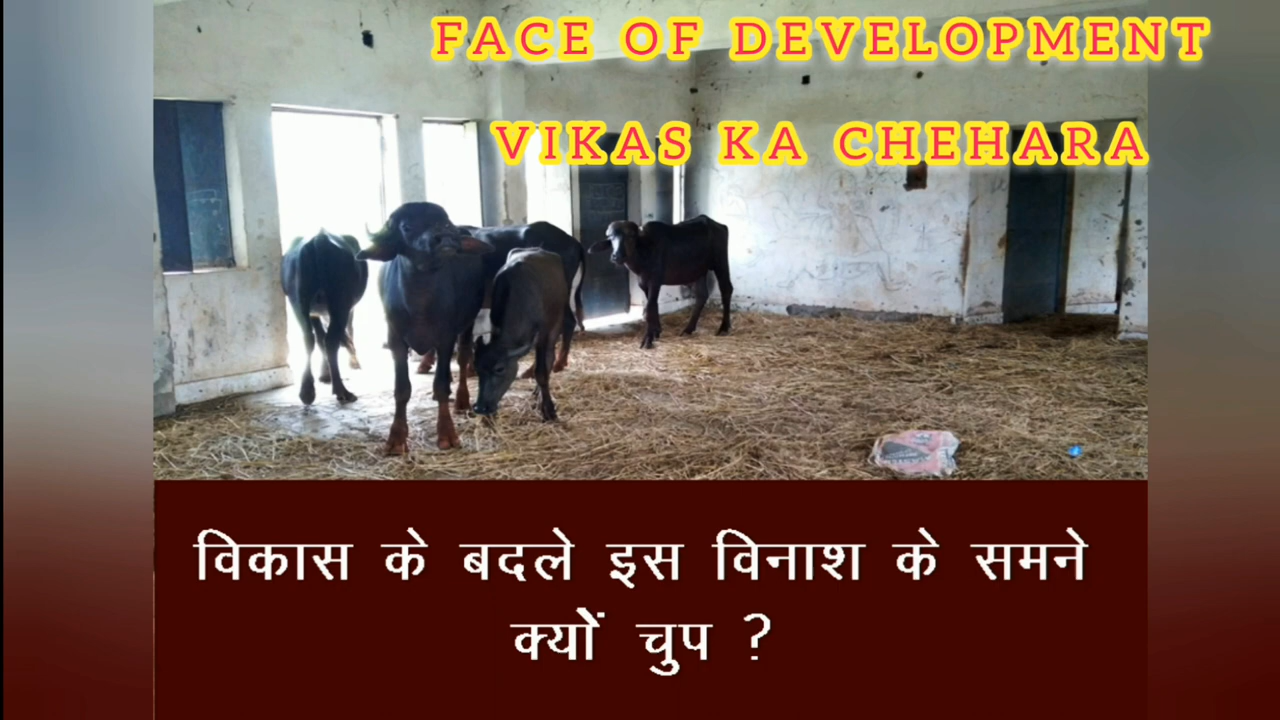 FACE OF DEVELOPMENT
VIKAS KA CHEHARA
विकास के बदले इस विनाश के समने
क्यों चुप ?